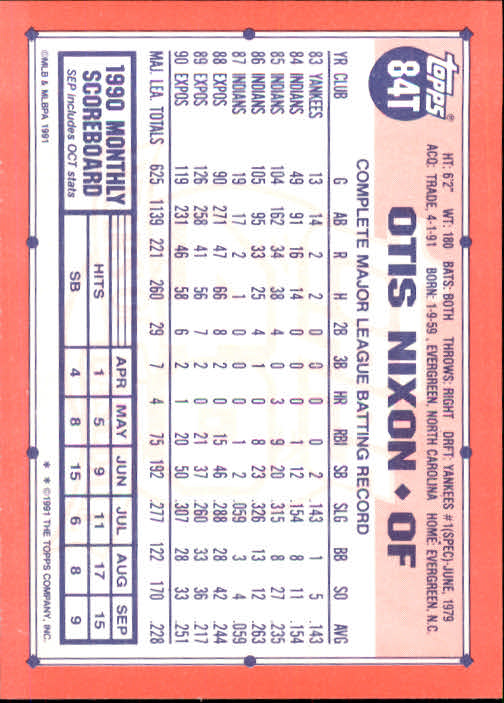 topps®
84T
HT: 6'2" WT: 180 BATS: BOTH THROWS: RIGHT DRFT: YANKEES #1(SPEC)-JUNE, 1979
ACQ: TRADE, 4-1-91 BORN: 1-9-59, EVERGREEN, NORTH CAROLINA HOME: EVERGREEN, N.C.
OTIS NIXON ♦ OF
COMPLETE MAJOR LEAGUE BATTING RECORD
YR CLUB G AB R H 2B 3B HR RBI SB SLG BB SO AVG
83 YANKEES 13 14 2 2 0 0 0 0 2 .143 1 5 .143
84 INDIANS 49 91 16 14 0 0 0 1 12 .154 8 11 .154
85 INDIANS 104 162 34 38 4 0 3 9 20 .315 8 27 .235
86 INDIANS 105 95 33 25 4 1 0 8 23 .326 13 12 .263
87 INDIANS 19 17 2 1 0 0 0 1 2 .059 3 4 .059
88 EXPOS 90 271 47 66 8 2 0 15 46 .288 28 42 .244
89 EXPOS 126 258 41 56 7 2 0 21 37 .260 33 36 .217
90 EXPOS 119 231 46 58 6 2 1 20 50 .307 28 33 .251
MAJ. LEA. TOTALS 625 1139 221 260 29 7 4 75 192 .277 122 170 .228
1990 MONTHLY SCOREBOARD
SEP includes OCT stats
APR MAY JUN JUL AUG SEP
HITS 1 5 9 11 17 15
SB 4 8 15 6 8 9
©MLB & MLBPA 1991
* * ©1991 THE TOPPS COMPANY, INC.